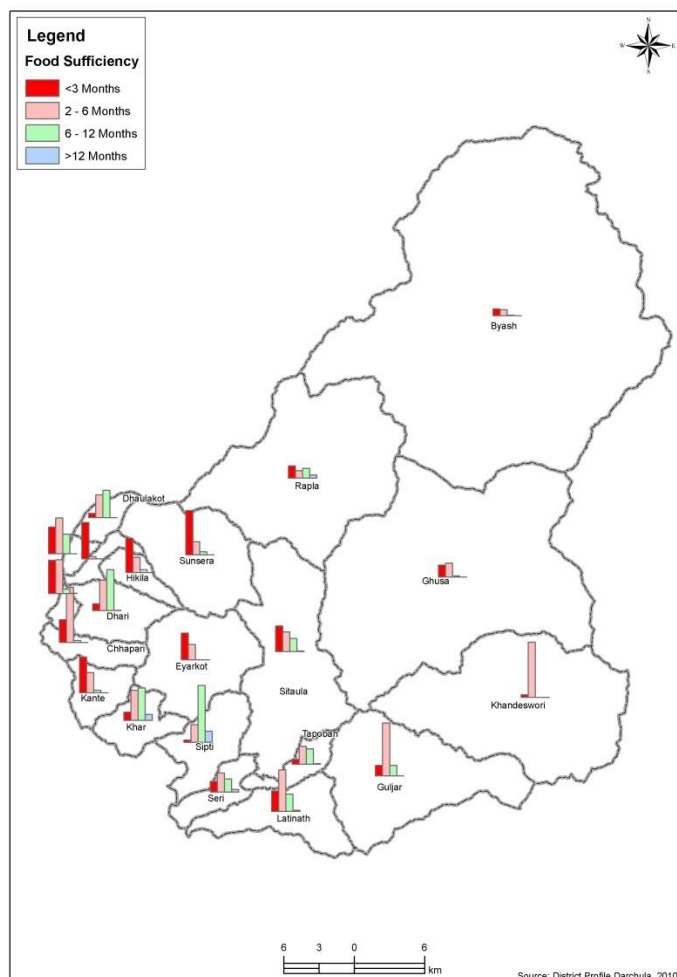 Legend
Food Sufficiency
<3 Months
2 - 6 Months
6 - 12 Months
>12 Months
N
W E
S
Byash
Rapla
Dhaulakot
Sunsera
Hikila
Ghusa
Dhari
Chhapari
Eyarkot
Sitaula
Kante
Khandeswori
Khar
Sipti
Tapoban
Guljar
Seri
Latinath
6 3 0 6
km
Source: District Profile Darchula, 2010